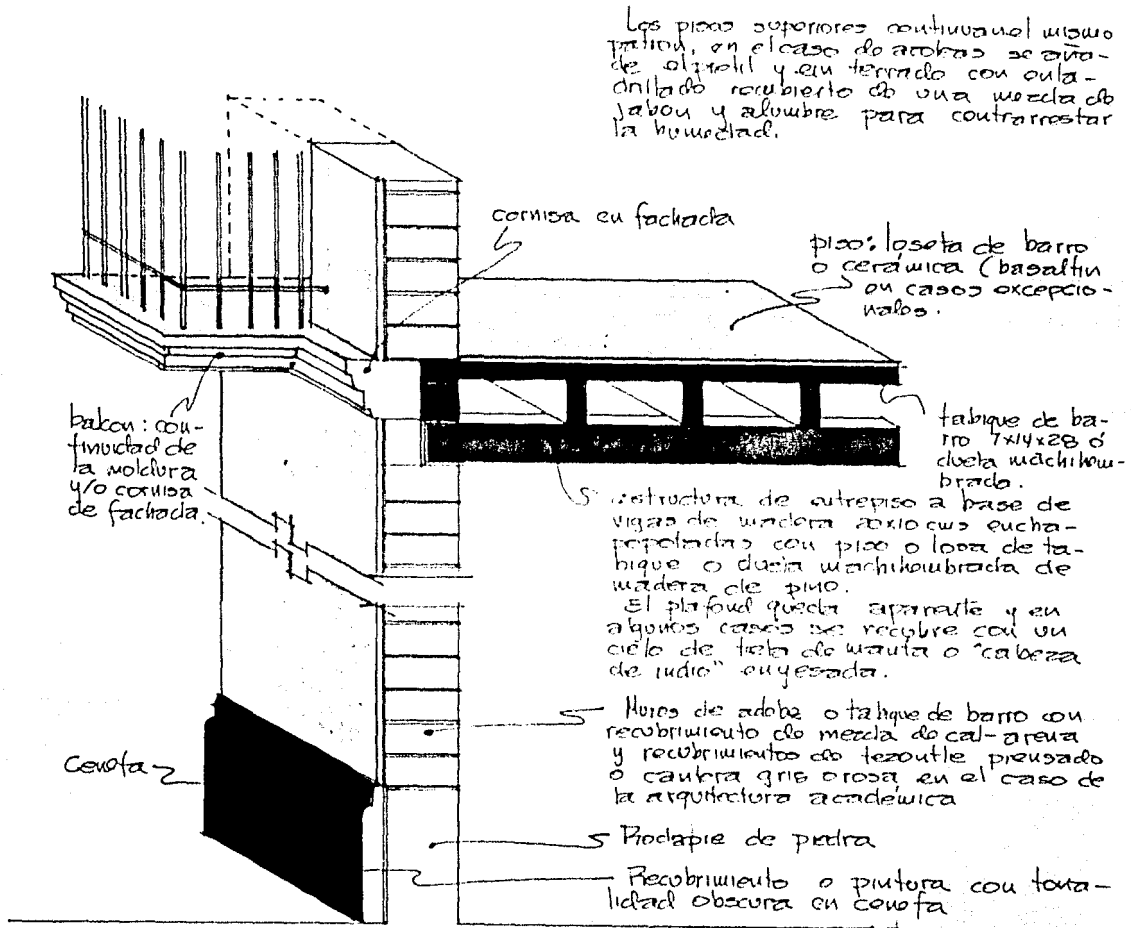 Los pisos superiores continuan el mismo
patrón, en el caso de azoteas se aña-
de el pretil y un terrado con enla-
drillado recubierto de una mezcla de
jabon y alumbre para contrarrestar
la humedad.
cornisa en fachada
piso: loseta de barro
o cerámica (basaltin
en casos excepcio-
nales.
balcon: con-
tinuidad de
la moldura
y/o cornisa
de fachada.
tabique de ba-
rro 7x14x28 ó
duela machihem-
brada.
estructura de entrepiso a base de
vigas de madera 20x10 cms
con piso o losa de ta-
bique o duela machihembrada de
madera de pino.
El plafond queda aparente y en
algunos casos se recubre con un
cielo de tela de manta o "cabeza
de indio" enyesada.
Muros de adobe o tabique de barro con
recubrimiento de mezcla de cal-arena
y recubrimientos de tezontle prensado
o cantera gris o rosa, en el caso de
la arquitectura académica
Cenefa
Rodapie de piedra
Recubrimiento o pintura con tona-
lidad obscura en cenefa